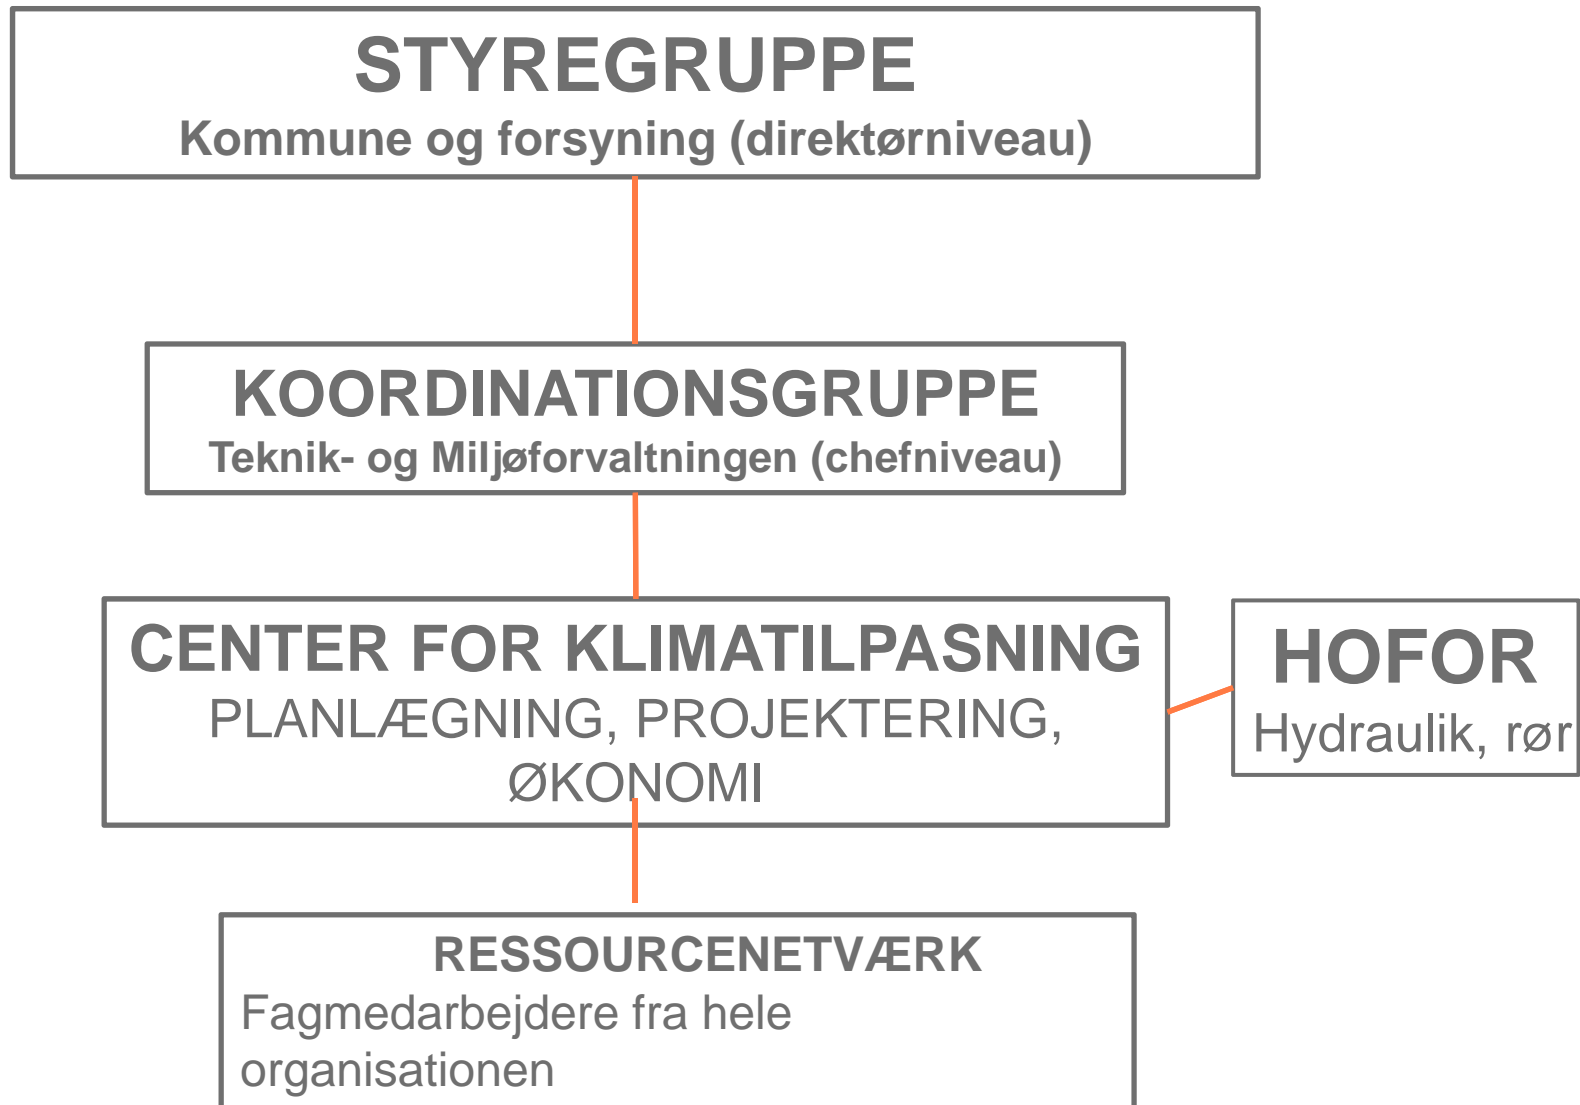 STYREGRUPPE
Kommune og forsyning (direktørniveau)
KOORDINATIONSGRUPPE
Teknik- og Miljøforvaltningen (chefniveau)
CENTER FOR KLIMATILPASNING
PLANLÆGNING, PROJEKTERING,
ØKONOMI
HOFOR
Hydraulik, rør
RESSOURCENETVÆRK
Fagmedarbejdere fra hele
organisationen